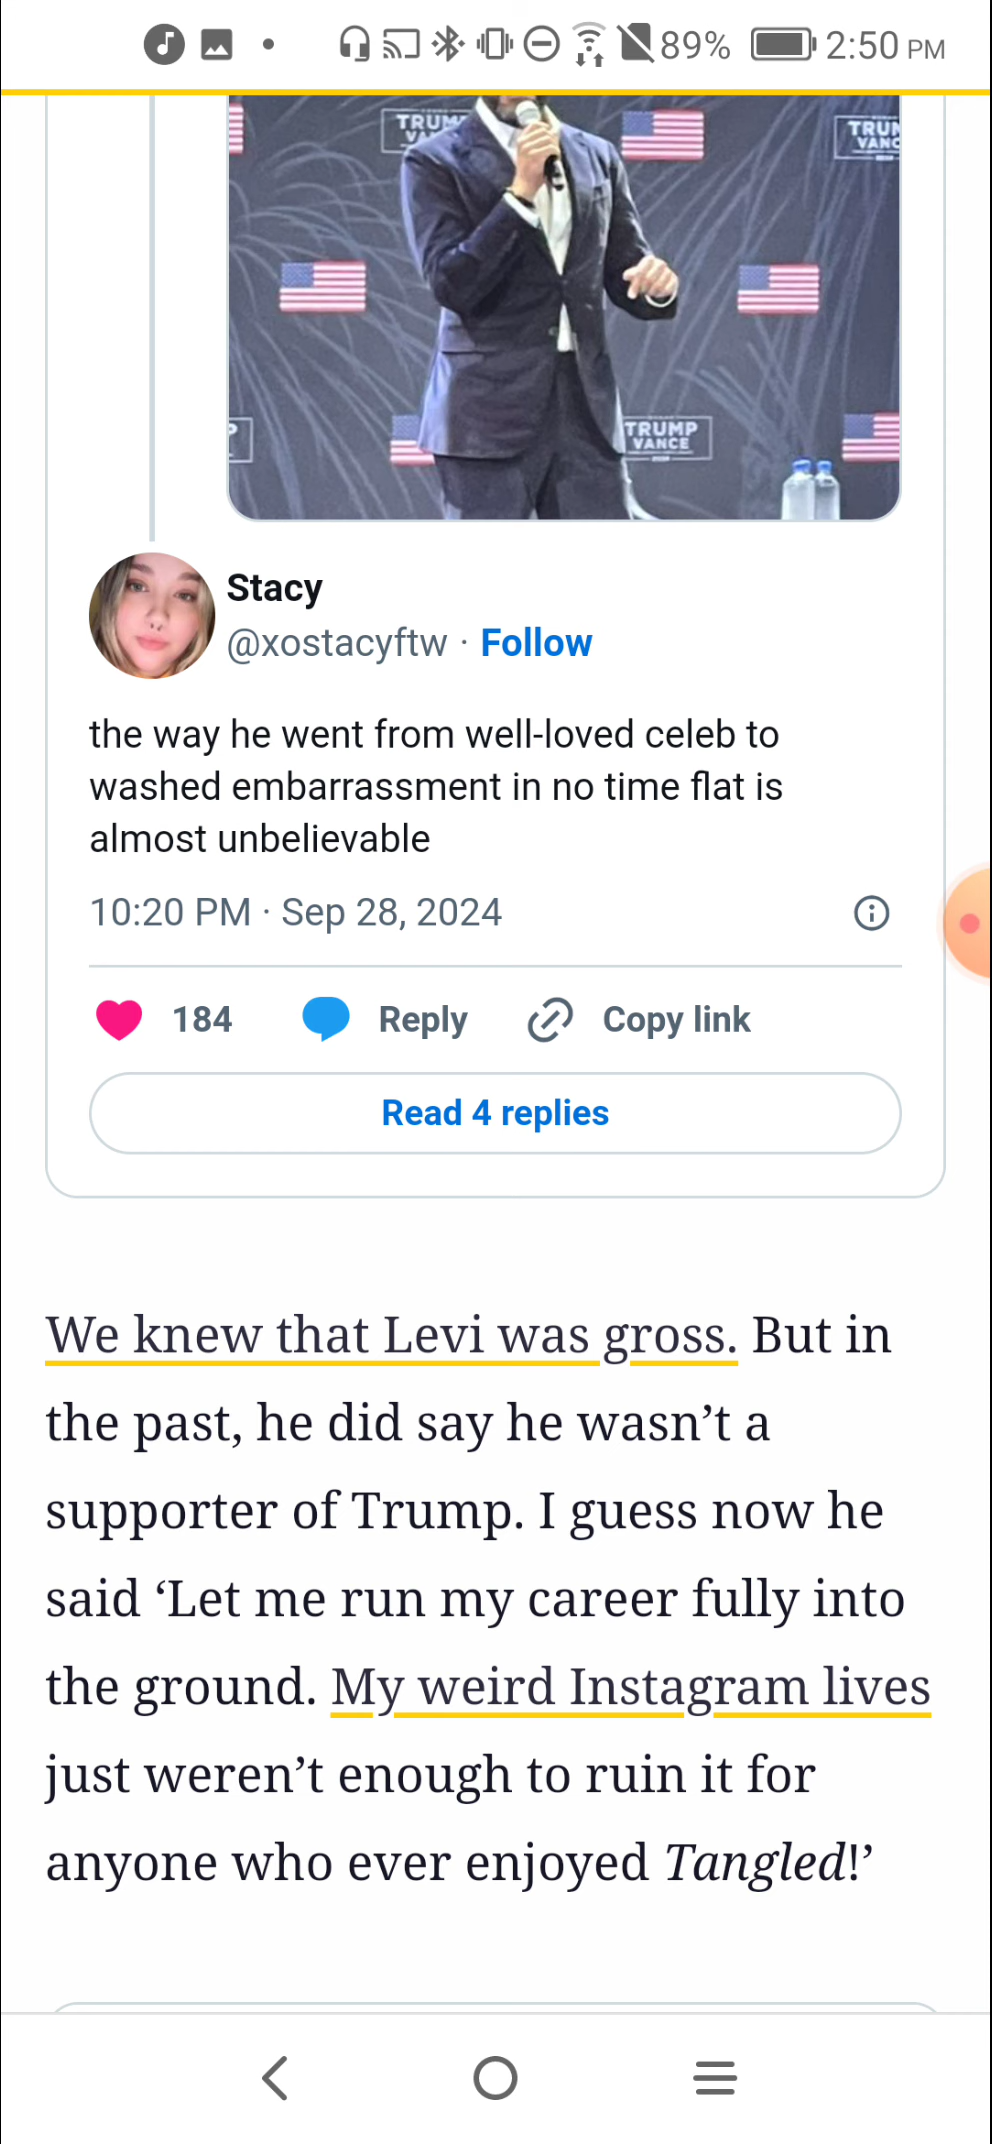 89% 2:50 PM
TRUMP
TRUMP
VANCE
TRUMP
VANCE
Stacy
@xostacyftw · Follow
the way he went from well-loved celeb to
washed embarrassment in no time flat is
almost unbelievable
10:20 PM · Sep 28, 2024
184 Reply Copy link
Read 4 replies
We knew that Levi was gross. But in
the past, he did say he wasn’t a
supporter of Trump. I guess now he
said ‘Let me run my career fully into
the ground. My weird Instagram lives
just weren’t enough to ruin it for
anyone who ever enjoyed Tangled!’